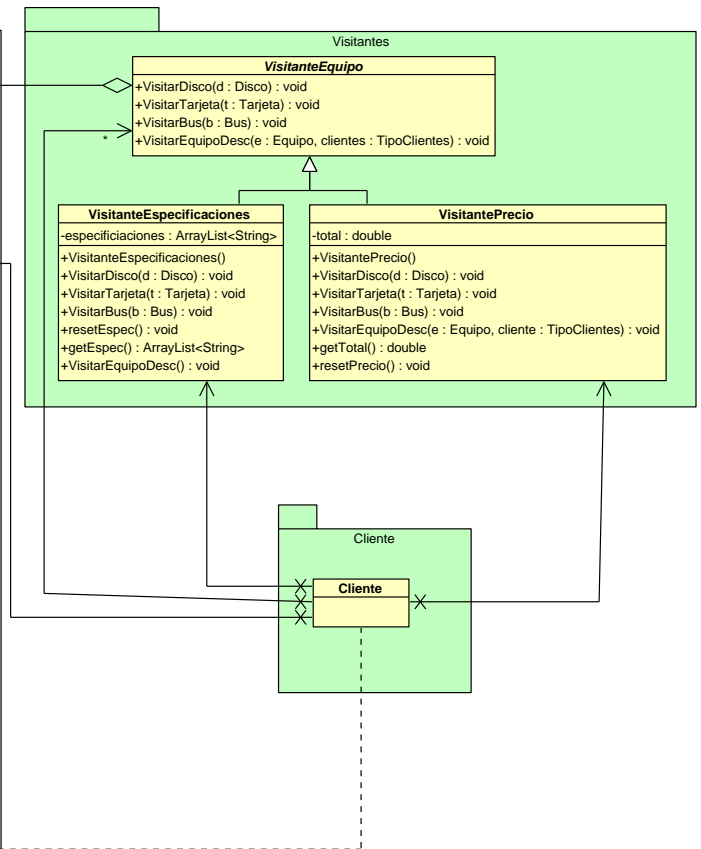 Visitantes
VisitanteEquipo
+VisitarDisco(d : Disco) : void
+VisitarTarjeta(t : Tarjeta) : void
+VisitarBus(b : Bus) : void
+VisitarEquipoDesc(e : Equipo, clientes : TipoClientes) : void
*
VisitanteEspecificaciones
-especificiaciones : ArrayList<String>
+VisitanteEspecificaciones()
+VisitarDisco(d : Disco) : void
+VisitarTarjeta(t : Tarjeta) : void
+VisitarBus(b : Bus) : void
+resetEspec() : void
+getEspec() : ArrayList<String>
+VisitarEquipoDesc() : void
VisitantePrecio
-total : double
+VisitantePrecio()
+VisitarDisco(d : Disco) : void
+VisitarTarjeta(t : Tarjeta) : void
+VisitarBus(b : Bus) : void
+VisitarEquipoDesc(e : Equipo, cliente : TipoClientes) : void
+getTotal() : double
+resetPrecio() : void
Cliente
Cliente